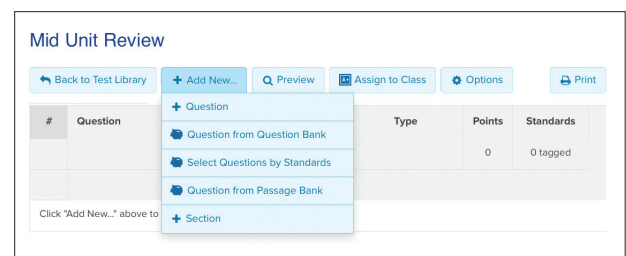 Mid Unit Review
Back to Test Library + Add New... Preview A+ Assign to Class Options Print
+ Question
# Question Type Points Standards
Question from Question Bank
0 0 tagged
Select Questions by Standards
Question from Passage Bank
Click "Add New..." above to
+ Section